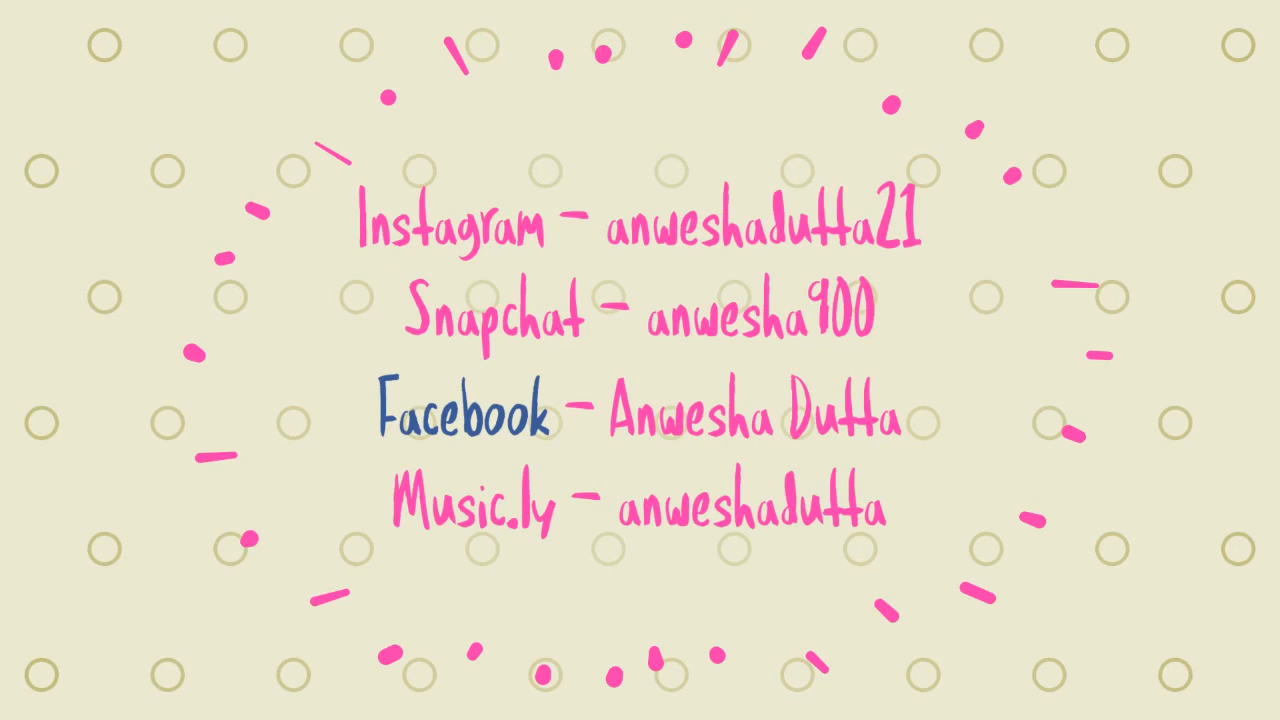 Instagram - anweshadutta21
Snapchat - anwesha900
Facebook - Anwesha Dutta
Music.ly - anweshadutta